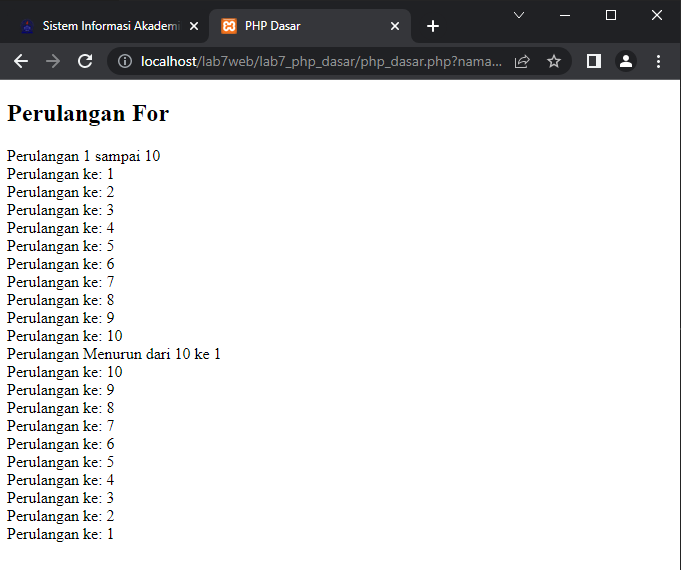 Sistem Informasi Akademi
PHP Dasar
localhost/lab7web/lab7_php_dasar/php_dasar.php?nama...
Perulangan For
Perulangan 1 sampai 10
Perulangan ke: 1
Perulangan ke: 2
Perulangan ke: 3
Perulangan ke: 4
Perulangan ke: 5
Perulangan ke: 6
Perulangan ke: 7
Perulangan ke: 8
Perulangan ke: 9
Perulangan ke: 10
Perulangan Menurun dari 10 ke 1
Perulangan ke: 10
Perulangan ke: 9
Perulangan ke: 8
Perulangan ke: 7
Perulangan ke: 6
Perulangan ke: 5
Perulangan ke: 4
Perulangan ke: 3
Perulangan ke: 2
Perulangan ke: 1